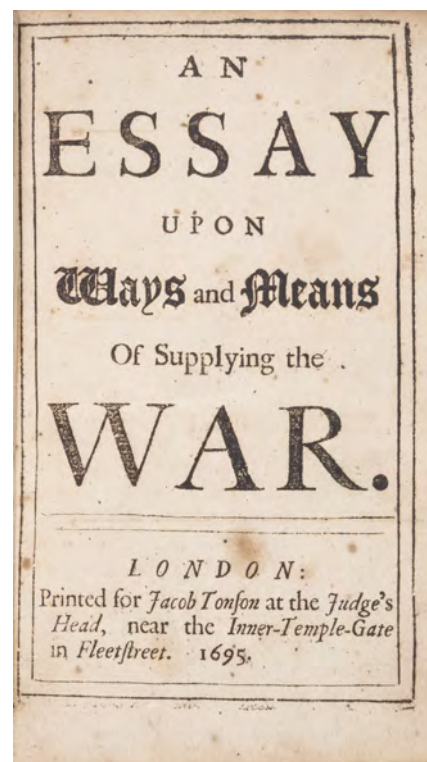 AN
ESSAY
UPON
Ways and Means
Of Supplying the
WAR.
LONDON:
Printed for Jacob Tonſon at the Judge's
Head, near the Inner-Temple-Gate
in Fleetſtreet. 1695.